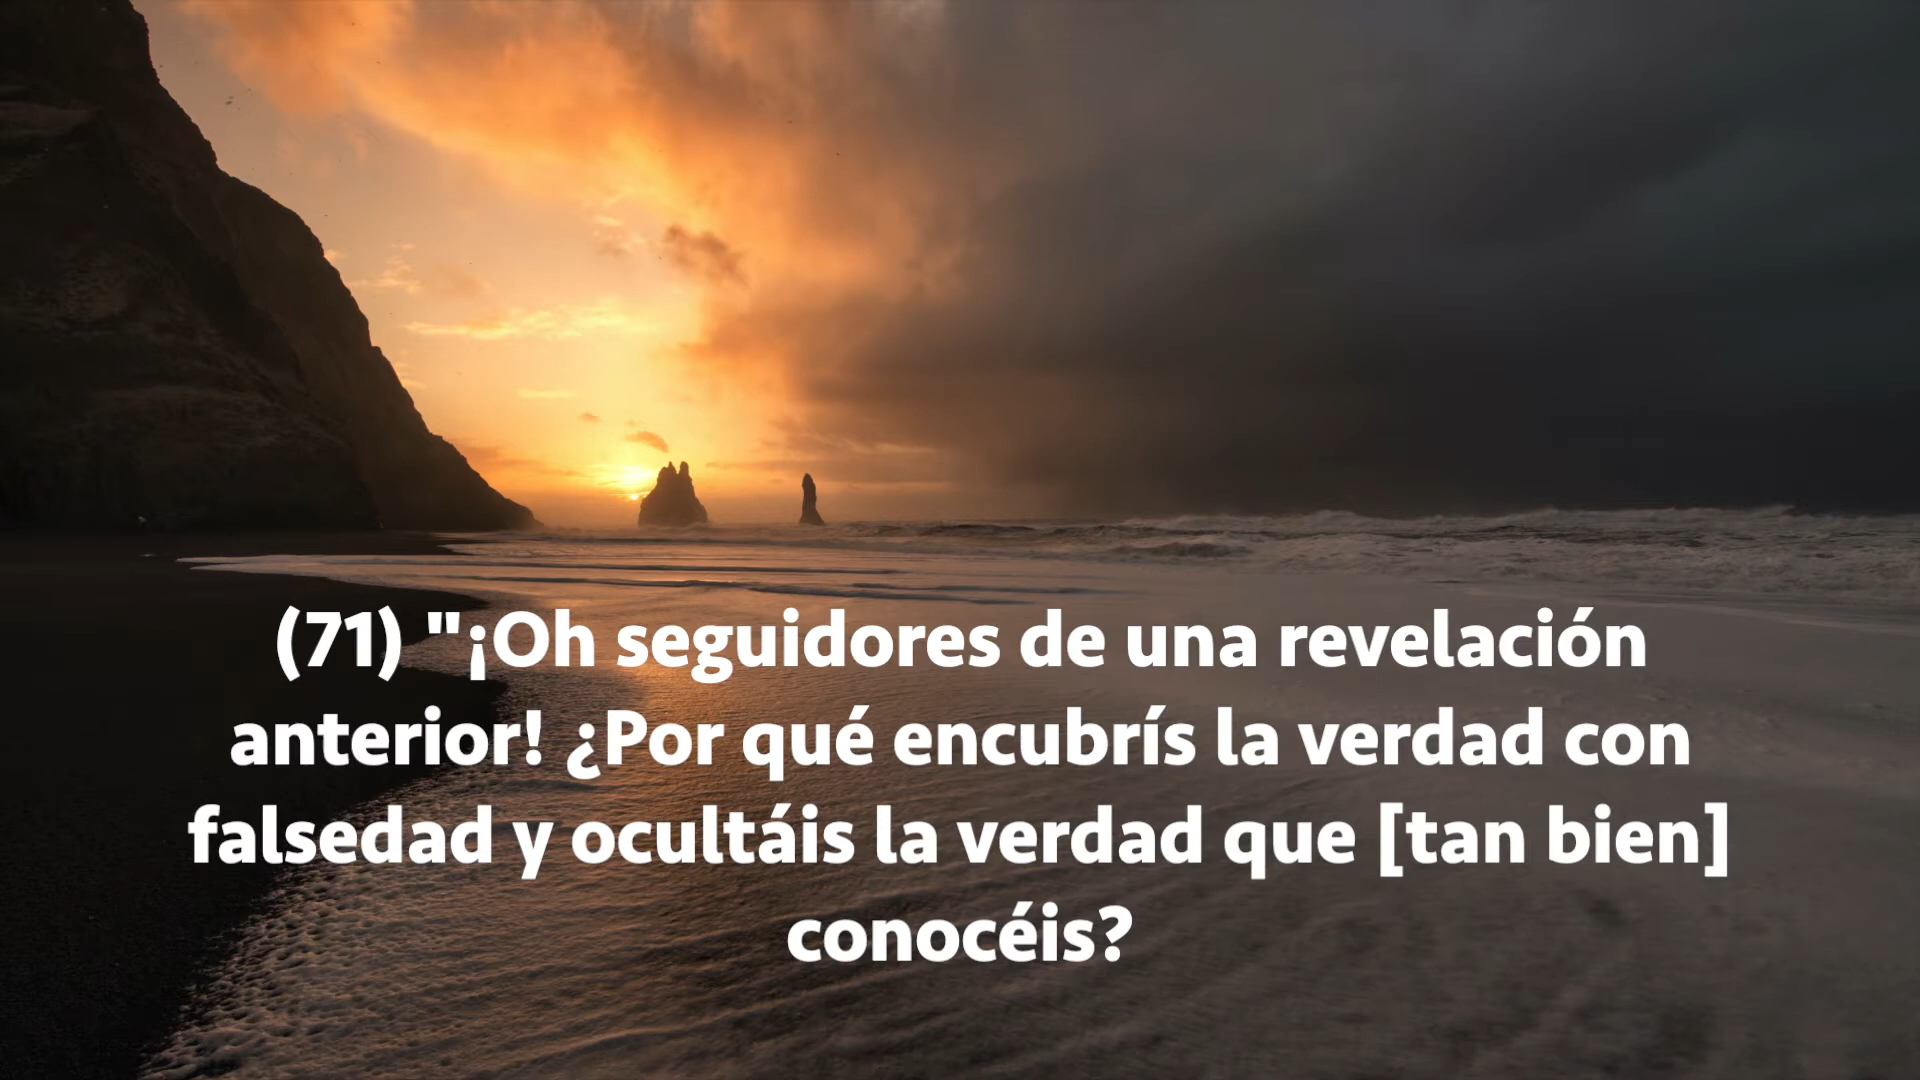 (71) "¡Oh seguidores de una revelación
anterior! ¿Por qué encubrís la verdad con
falsedad y ocultáis la verdad que [tan bien]
conocéis?